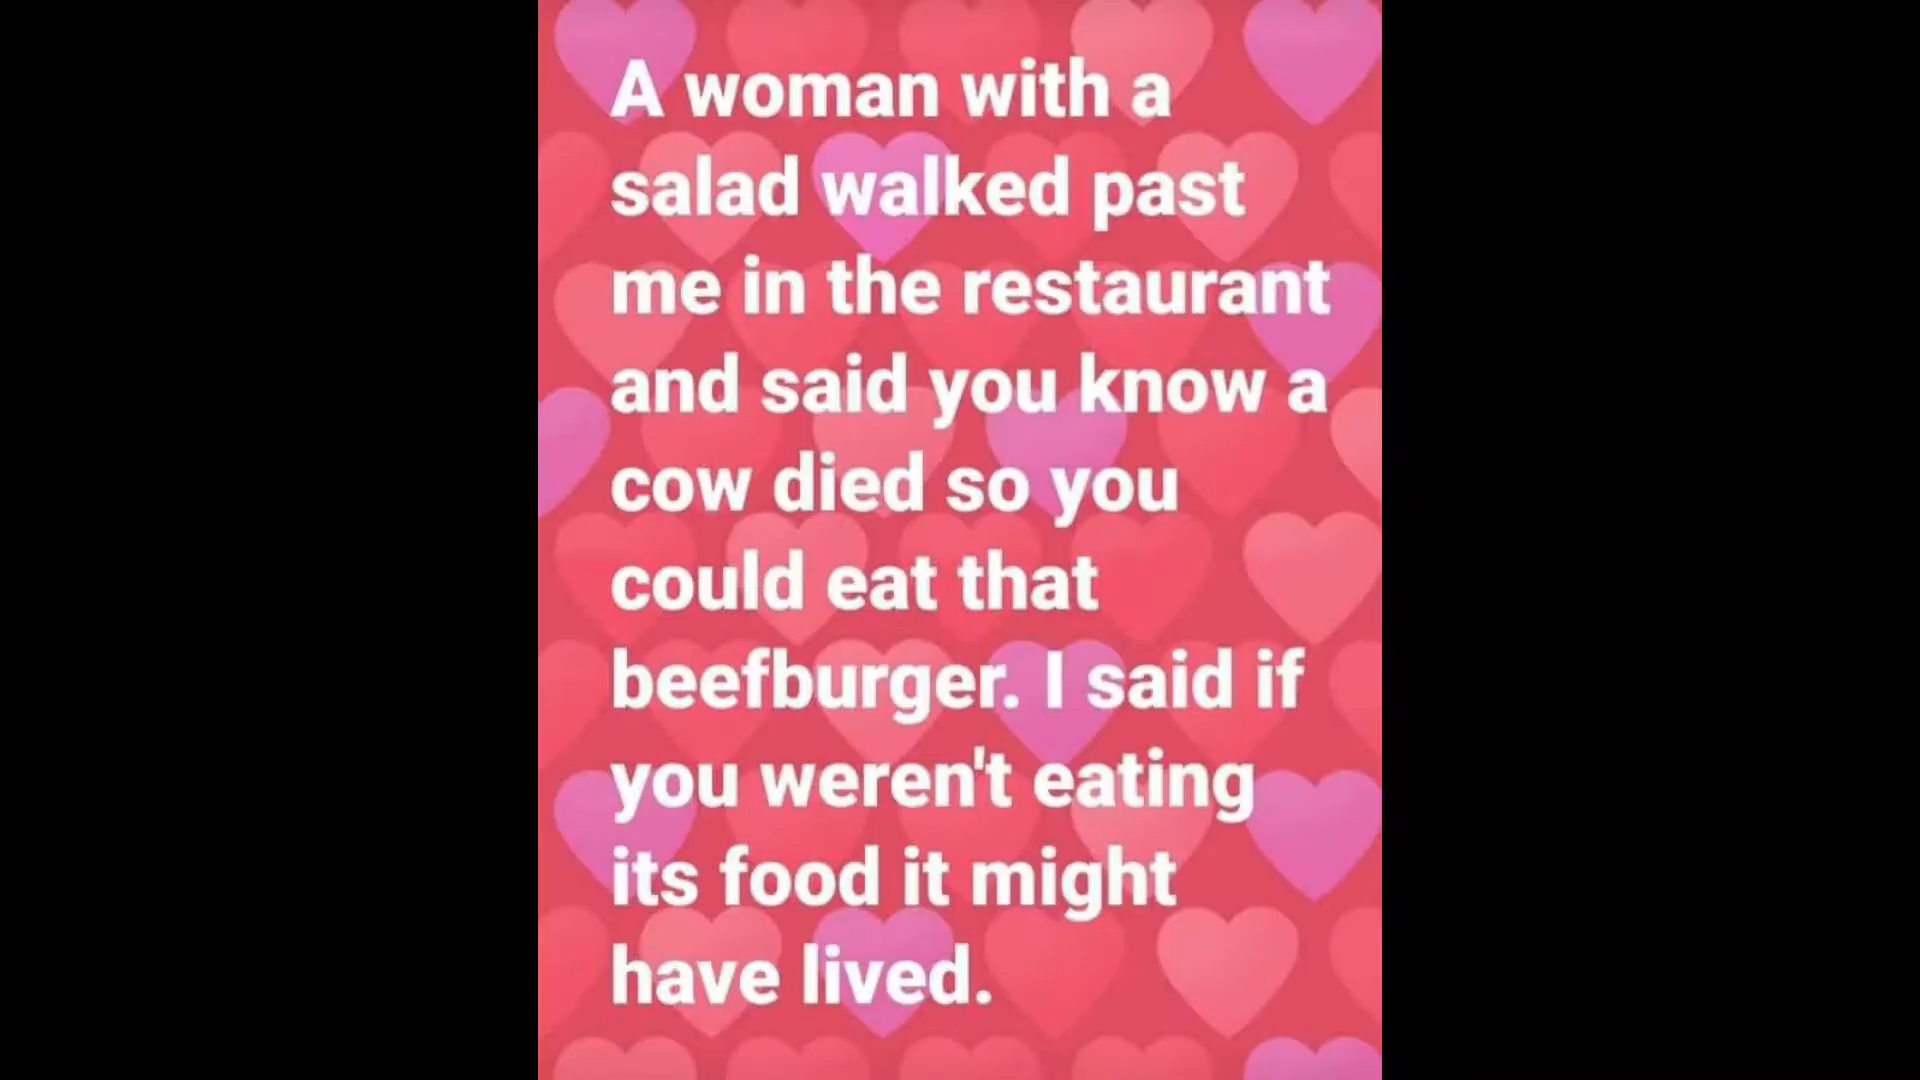 A woman with a
salad walked past
me in the restaurant
and said you know a
cow died so you
could eat that
beefburger. I said if
you weren't eating
its food it might
have lived.